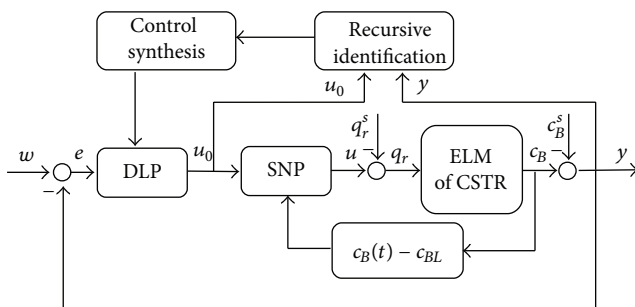 Control
synthesis
Recursive
identification
u₀
y
q_r^s
c_B^s
w
e
DLP
u₀
SNP
u
−
q_r
ELM
of CSTR
c_B
−
y
−
c_B(t) − c_BL